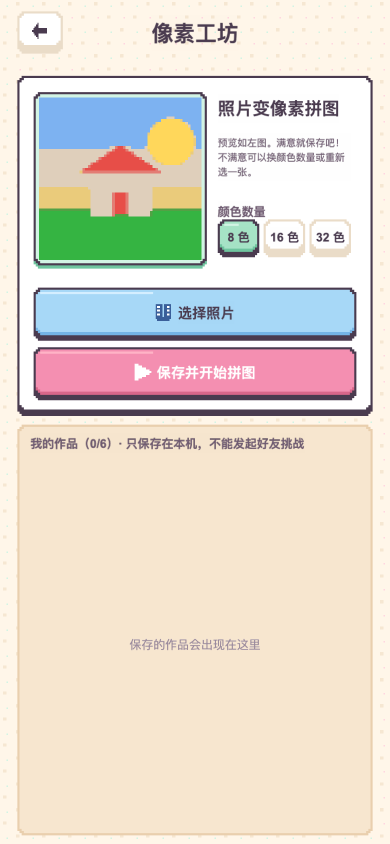 像素工坊
照片变像素拼图
预览如左图。满意就保存吧！
不满意可以换颜色数量或重新
选一张。
颜色数量
8 色 16 色 32 色
选择照片
保存并开始拼图
我的作品（0/6）· 只保存在本机，不能发起好友挑战
保存的作品会出现在这里